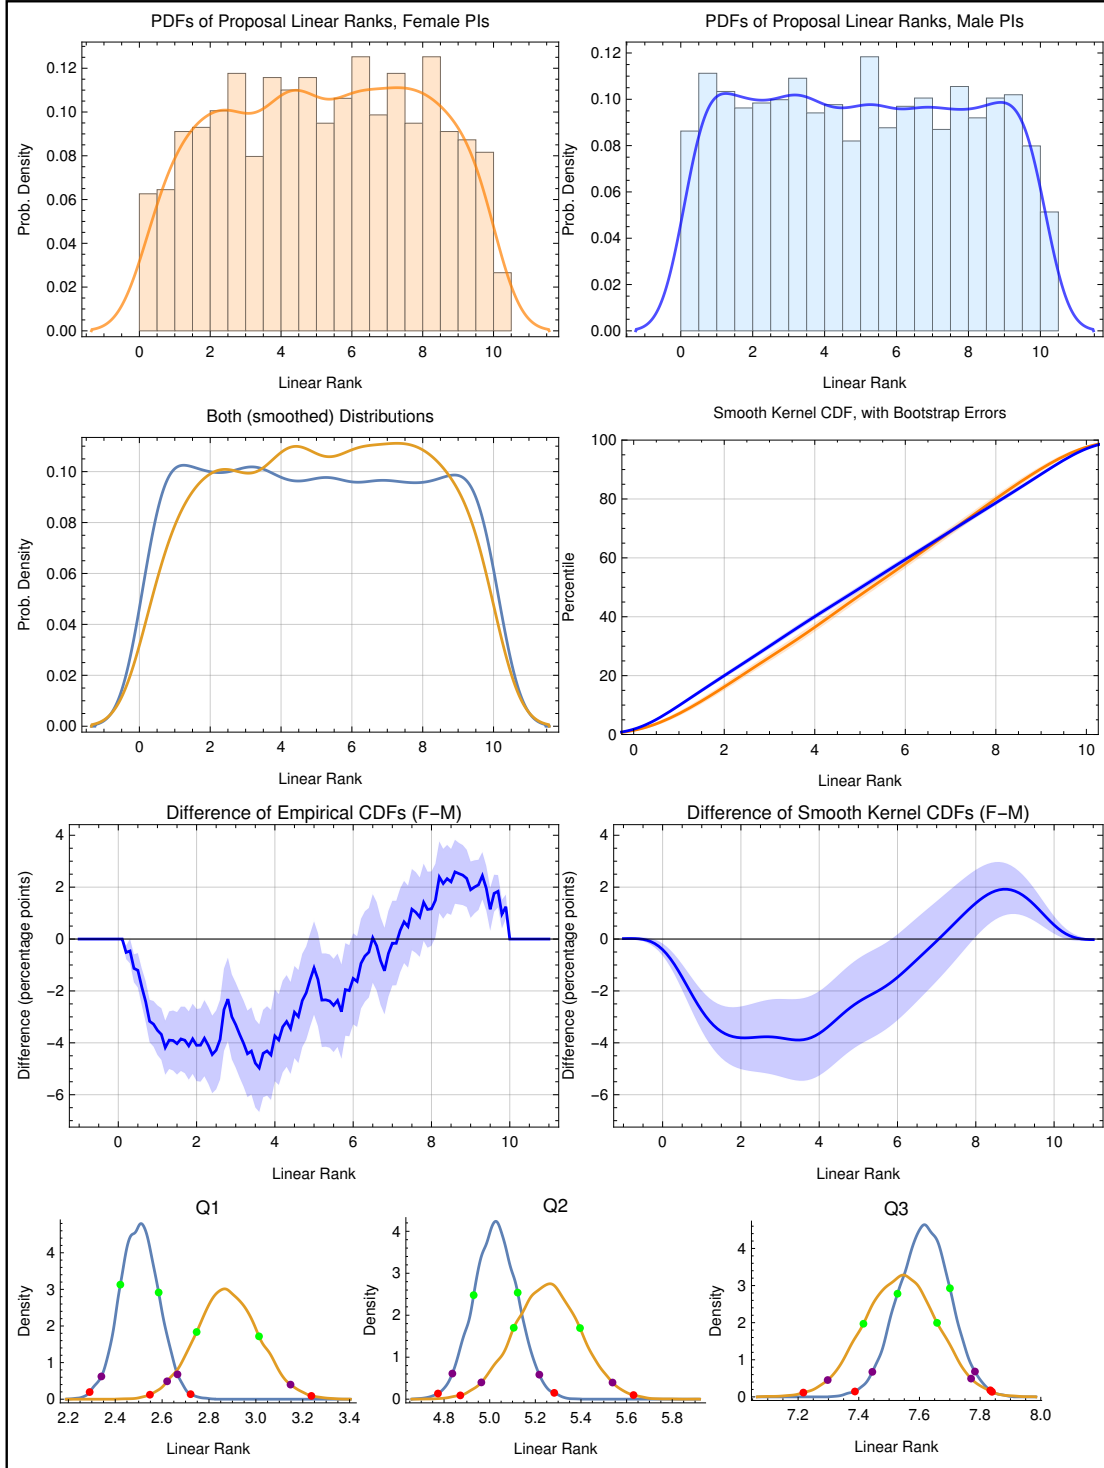 PDFs of Proposal Linear Ranks, Female PIs
Prob. Density
0.12
0.10
0.08
0.06
0.04
0.02
0.00
0 2 4 6 8 10
Linear Rank
PDFs of Proposal Linear Ranks, Male PIs
Prob. Density
0.12
0.10
0.08
0.06
0.04
0.02
0.00
0 2 4 6 8 10
Linear Rank
Both (smoothed) Distributions
Prob. Density
0.10
0.08
0.06
0.04
0.02
0.00
0 2 4 6 8 10
Linear Rank
Smooth Kernel CDF, with Bootstrap Errors
Percentile
100
80
60
40
20
0
0 2 4 6 8 10
Linear Rank
Difference of Empirical CDFs (F−M)
Difference (percentage points)
4
2
0
−2
−4
−6
0 2 4 6 8 10
Linear Rank
Difference of Smooth Kernel CDFs (F−M)
Difference (percentage points)
4
2
0
−2
−4
−6
0 2 4 6 8 10
Linear Rank
Q1
Density
4
3
2
1
0
2.2 2.4 2.6 2.8 3.0 3.2 3.4
Linear Rank
Q2
Density
4
3
2
1
0
4.8 5.0 5.2 5.4 5.6 5.8
Linear Rank
Q3
Density
4
3
2
1
0
7.2 7.4 7.6 7.8 8.0
Linear Rank